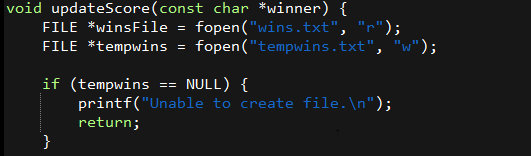 void updateScore(const char *winner) {
    FILE *winsFile = fopen("wins.txt", "r");
    FILE *tempwins = fopen("tempwins.txt", "w");

    if (tempwins == NULL) {
        printf("Unable to create file.\n");
        return;
    }